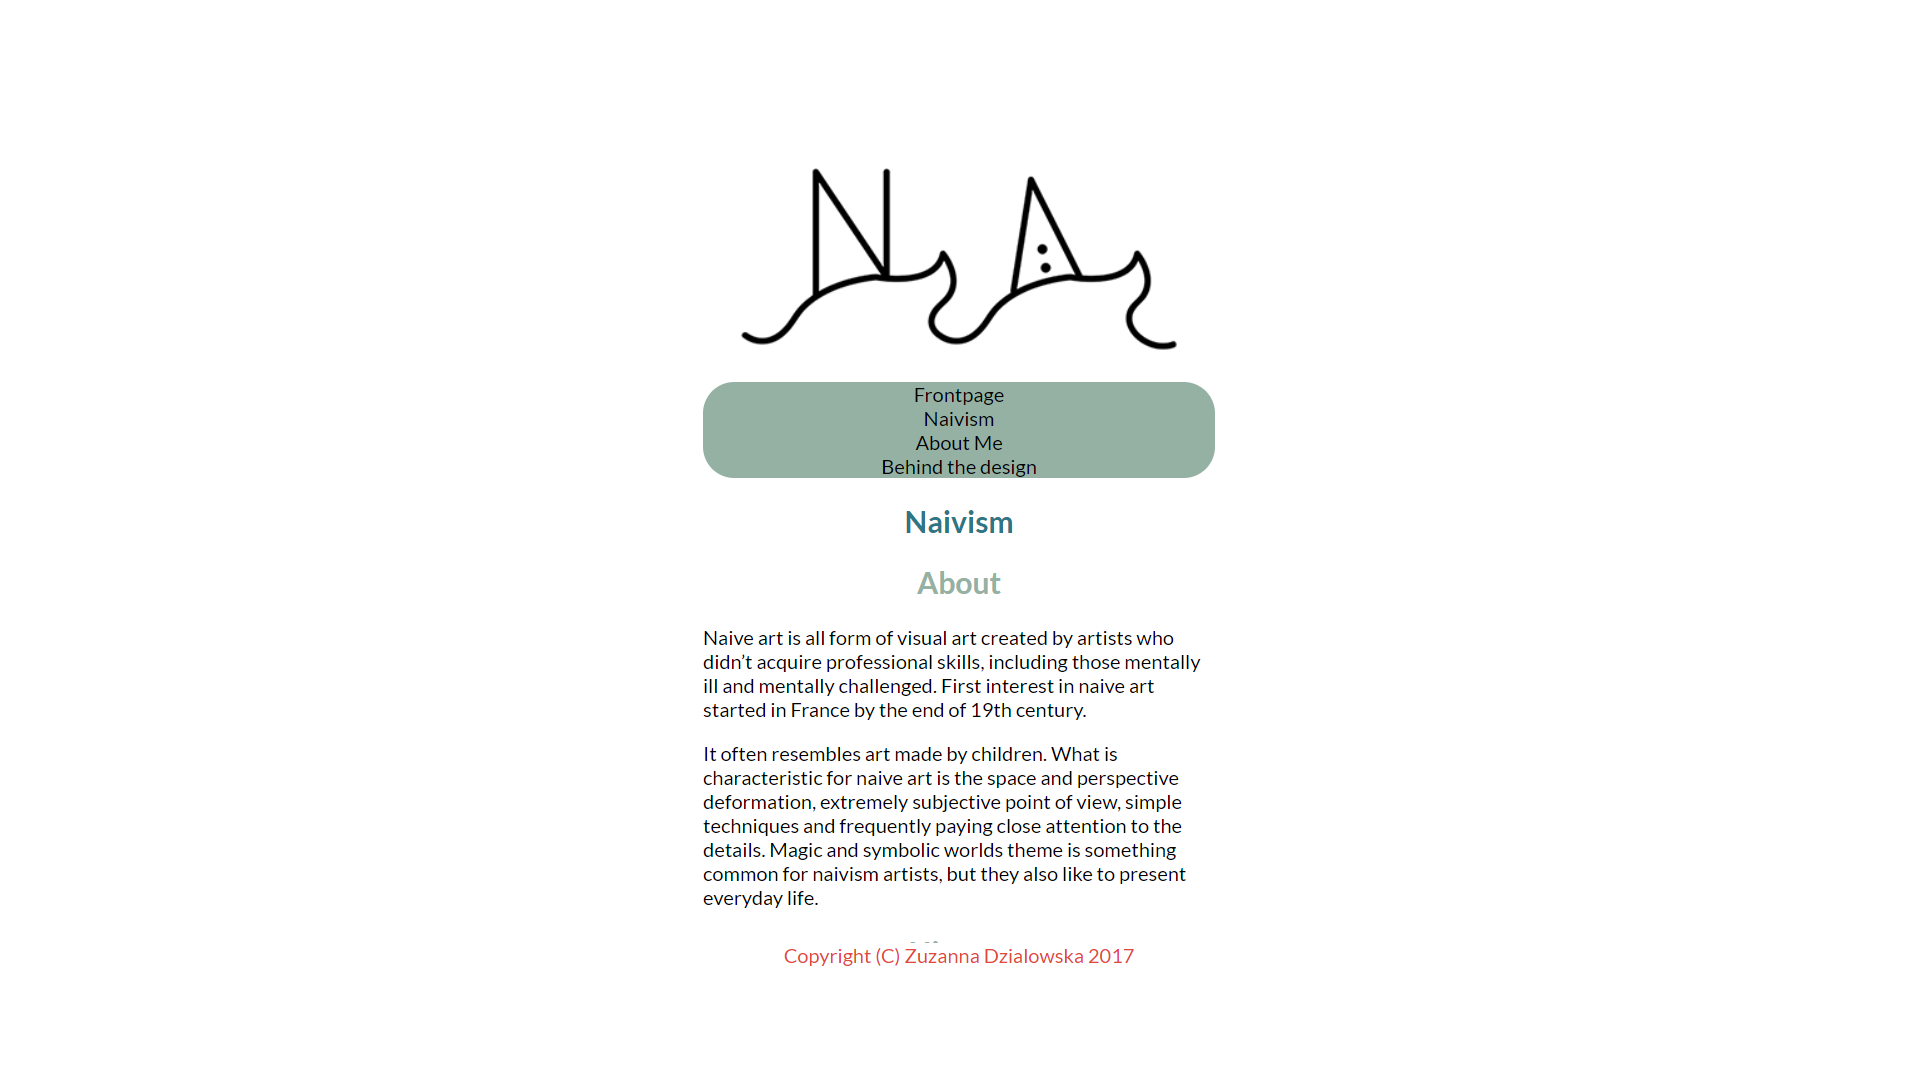 N A
Frontpage
Naivism
About Me
Behind the design
Naivism
About
Naive art is all form of visual art created by artists who
didn’t acquire professional skills, including those mentally
ill and mentally challenged. First interest in naive art
started in France by the end of 19th century.
It often resembles art made by children. What is
characteristic for naive art is the space and perspective
deformation, extremely subjective point of view, simple
techniques and frequently paying close attention to the
details. Magic and symbolic worlds theme is something
common for naivism artists, but they also like to present
everyday life.
Copyright (C) Zuzanna Dzialowska 2017